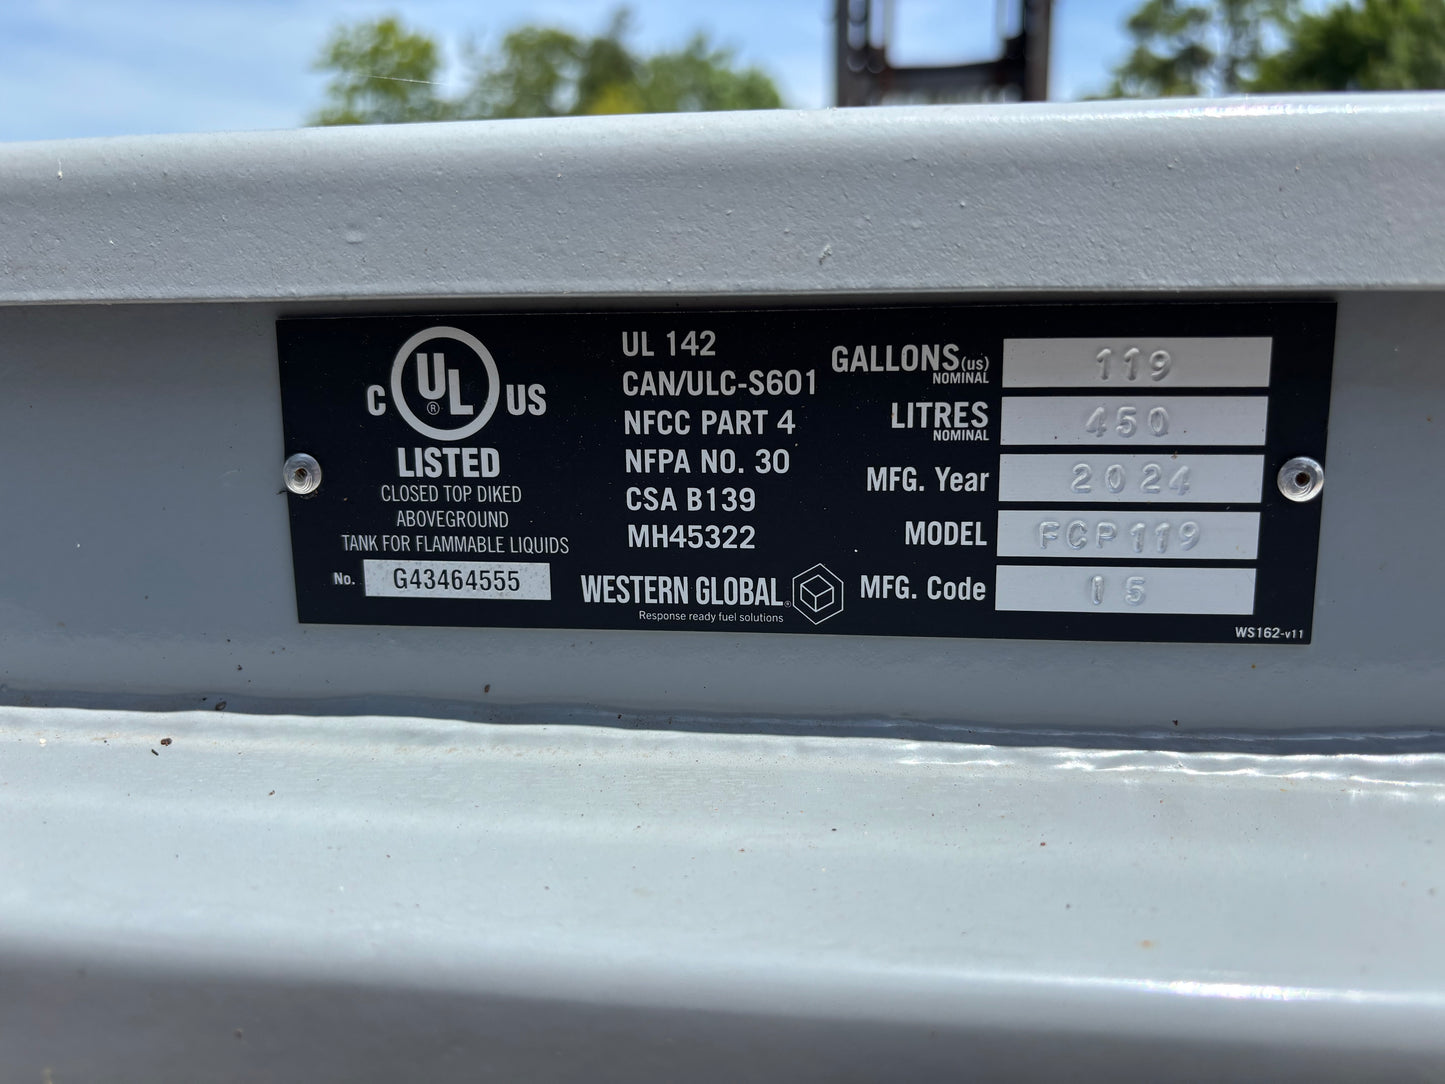 C UL ® US
LISTED
CLOSED TOP DIKED
ABOVEGROUND
TANK FOR FLAMMABLE LIQUIDS
No. G43464555
UL 142
CAN/ULC-S601
NFCC PART 4
NFPA NO. 30
CSA B139
MH45322
WESTERN GLOBAL®
Response ready fuel solutions
GALLONS(us) NOMINAL 119
LITRES NOMINAL 450
MFG. Year 2024
MODEL FCP119
MFG. Code 15
WS162-v11